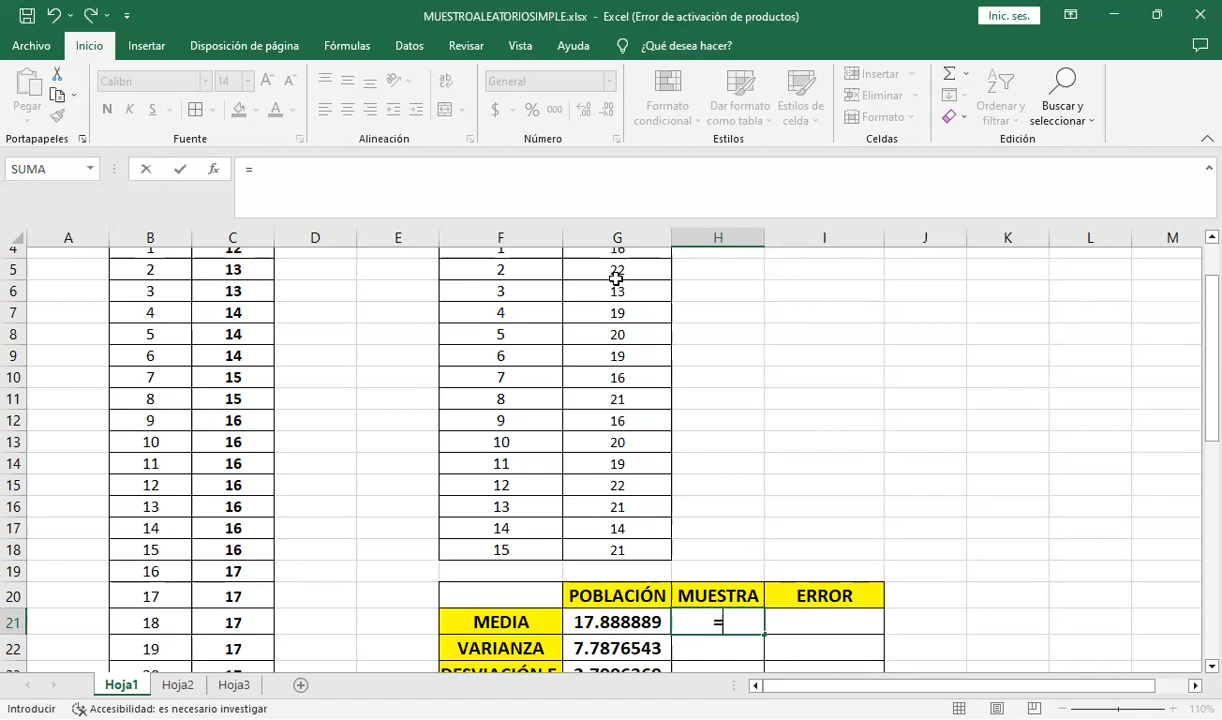 MUESTROALEATORIOSIMPLE.xlsx - Excel (Error de activación de productos)
Inic. ses.
Archivo Inicio Insertar Disposición de página Fórmulas Datos Revisar Vista Ayuda ¿Qué desea hacer?
Pegar
Calibri 14
N K S
General
$ % 000
Formato condicional
Dar formato como tabla
Estilos de celda
Insertar
Eliminar
Formato
Ordenar y filtrar
Buscar y seleccionar
Portapapeles Fuente Alineación Número Estilos Celdas Edición
SUMA fx =
A B C D E F G H I J K L M
4 1 12 1 16
5 2 13 2 22
6 3 13 3 13
7 4 14 4 19
8 5 14 5 20
9 6 14 6 19
10 7 15 7 16
11 8 15 8 21
12 9 16 9 16
13 10 16 10 20
14 11 16 11 19
15 12 16 12 22
16 13 16 13 21
17 14 16 14 14
18 15 16 15 21
19 16 17
20 17 17 POBLACIÓN MUESTRA ERROR
21 18 17 MEDIA 17.888889 =
22 19 17 VARIANZA 7.7876543
Hoja1 Hoja2 Hoja3
Introducir Accesibilidad: es necesario investigar 110%